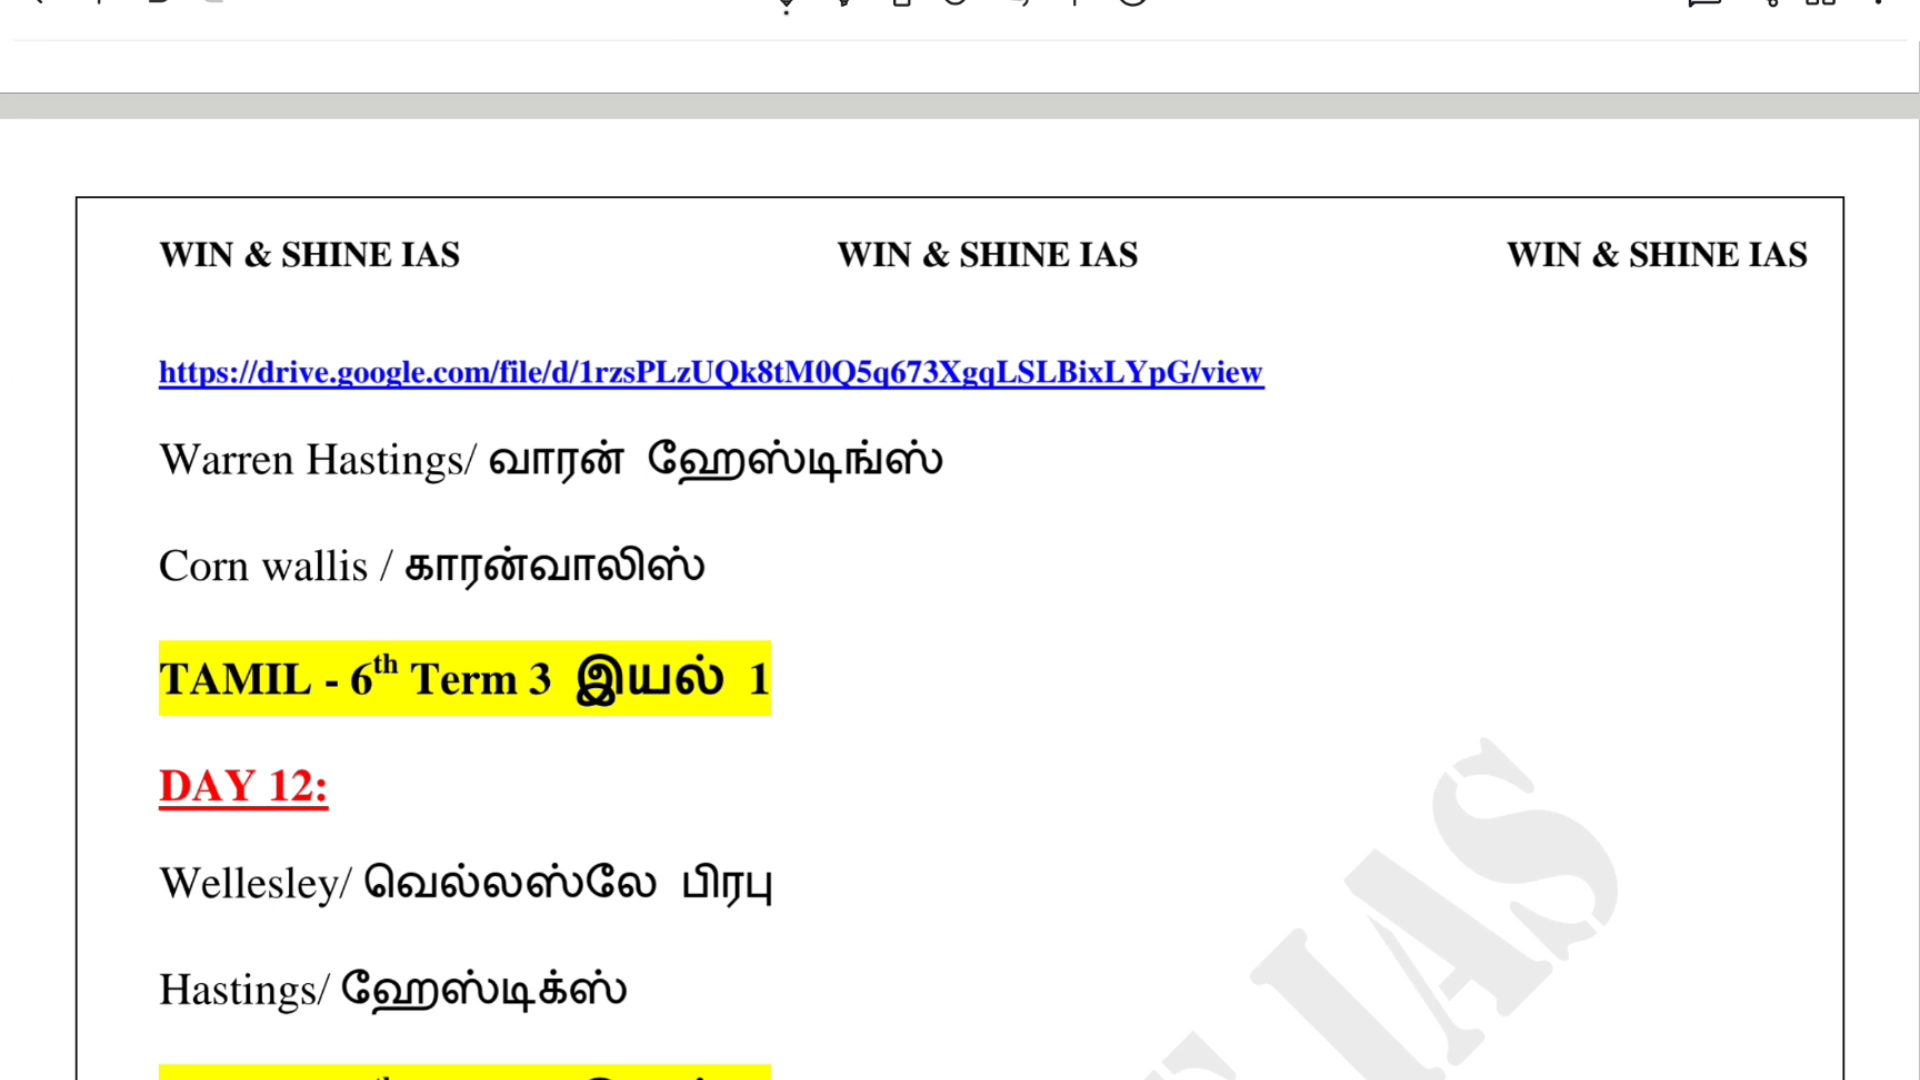 WIN & SHINE IAS WIN & SHINE IAS WIN & SHINE IAS
https://drive.google.com/file/d/1rzsPLzUQk8tM0Q5q673XgqLSLBixLYpG/view
Warren Hastings/ வாரன் ஹேஸ்டிங்ஸ்
Corn wallis / காரன்வாலிஸ்
TAMIL - 6th Term 3 இயல் 1
DAY 12:
Wellesley/ வெல்லஸ்லே பிரபு
Hastings/ ஹேஸ்டிக்ஸ்
IAS